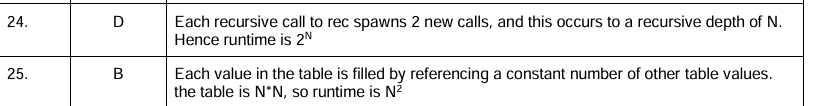 24. D Each recursive call to rec spawns 2 new calls, and this occurs to a recursive depth of N.
Hence runtime is 2ᴺ
25. B Each value in the table is filled by referencing a constant number of other table values.
the table is N*N, so runtime is N²